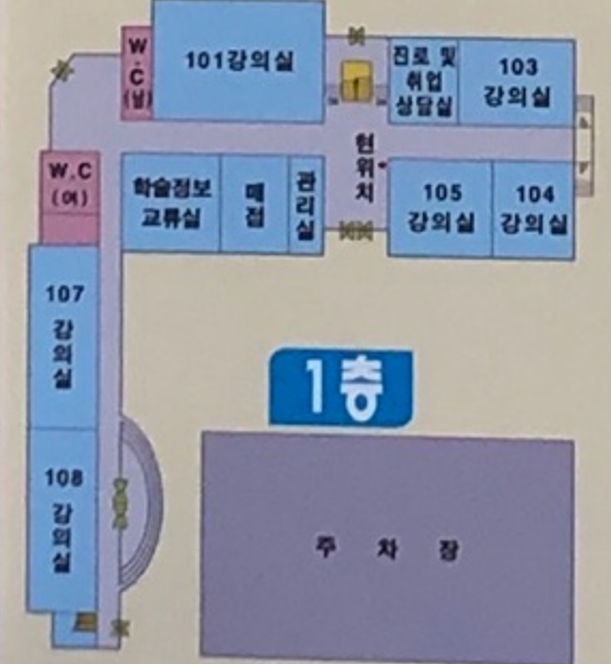 W.C
(남)
101강의실
진로 및
취업
상담실
103
강의실
W.C
(여)
학술정보
교류실
매
점
관
리
실
현
위
치
105
강의실
104
강의실
107
강
의
실
1층
108
강
의
실
주 차 장